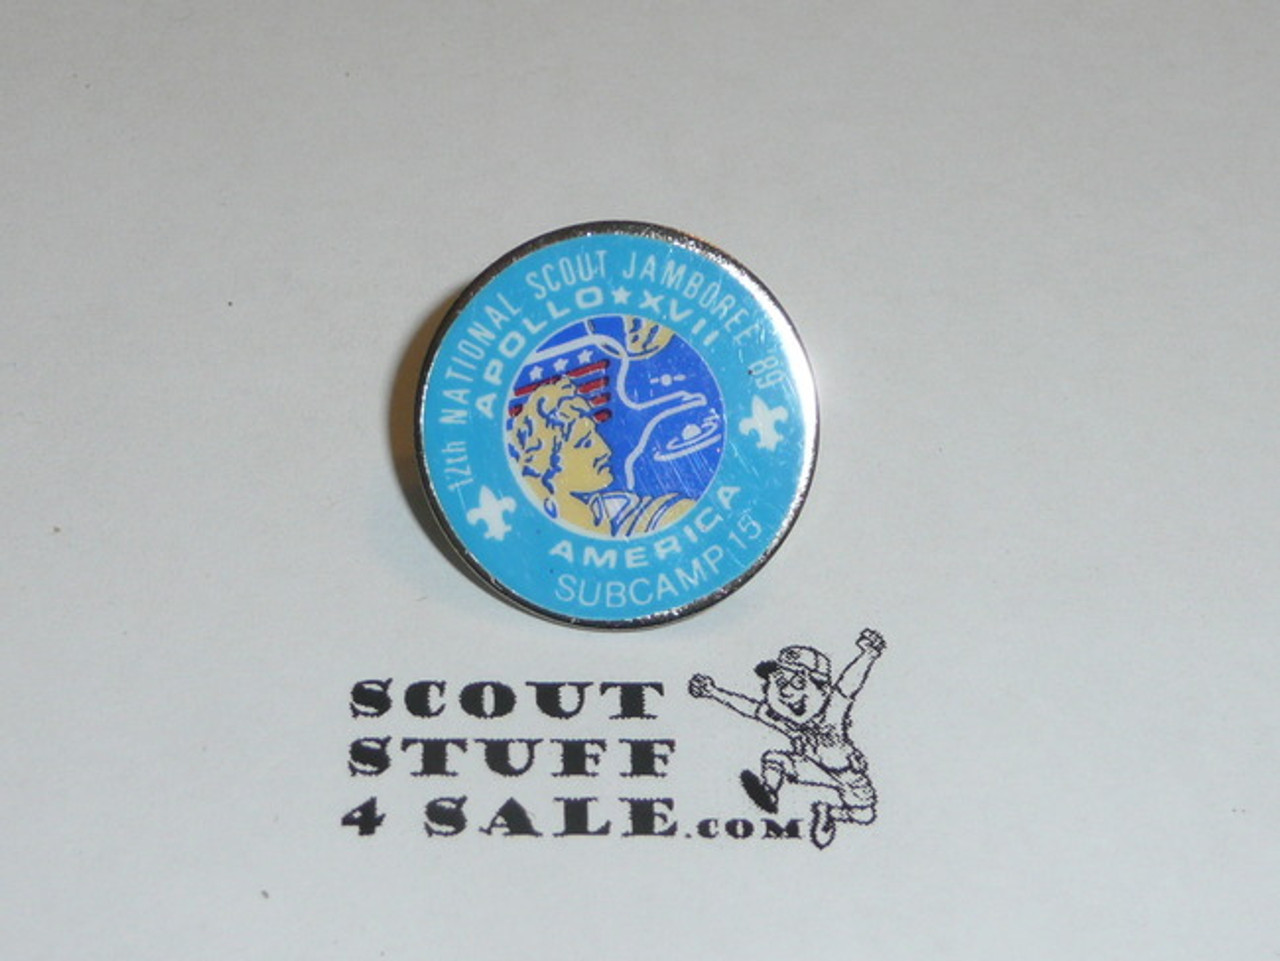 12th NATIONAL SCOUT JAMBOREE '89
APOLLO★XVII
AMERICA
SUBCAMP 15
SCOUT
STUFF
4 SALE.COM